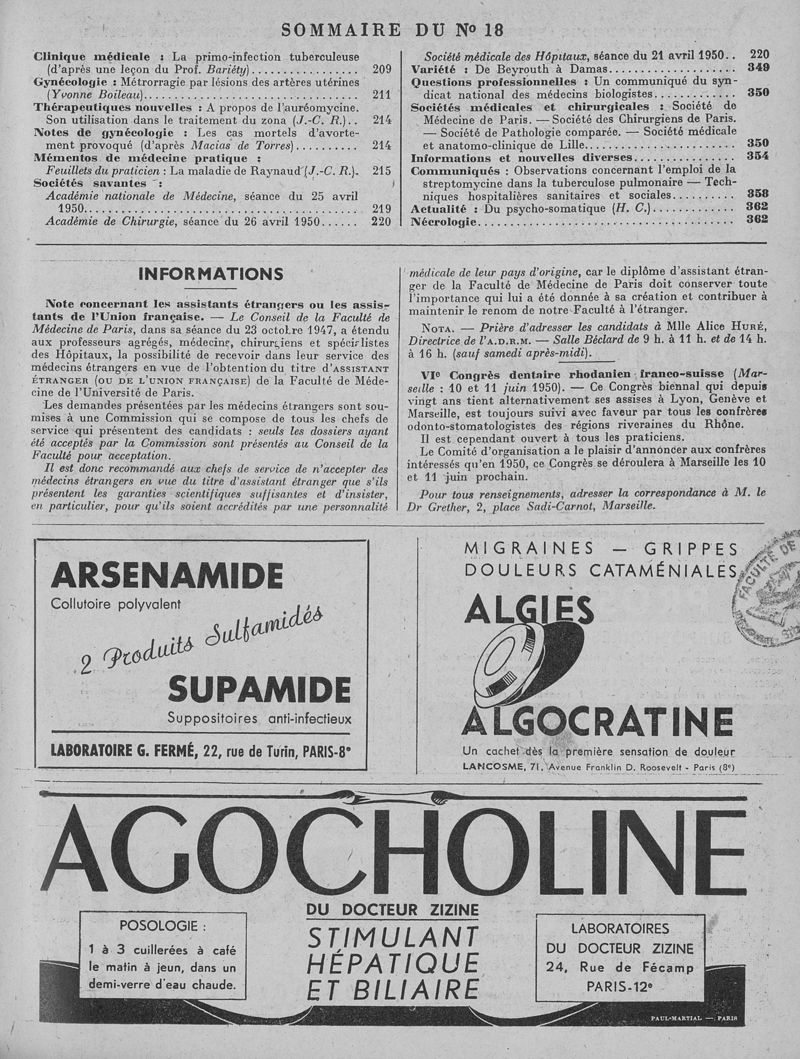 SOMMAIRE DU Nº 18
Clinique médicale : La primo-infection tuberculeuse
(d'après une leçon du Prof. Bariéty)................. 209
Gynécologie : Métrorragie par lésions des artères utérines
(Yvonne Boileau).................................... 211
Thérapeutiques nouvelles : A propos de l'auréomycine.
Son utilisation dans le traitement du zona (J.-C. R.).. 214
Notes de gynécologie : Les cas mortels d'avorte-
ment provoqué (d'après Macias de Torres).......... 214
Mémentos de médecine pratique :
Feuillets du praticien : La maladie de Raynaud (J.-C. R.). 215
Sociétés savantes :
Académie nationale de Médecine, séance du 25 avril
1950............................................. 219
Académie de Chirurgie, séance du 26 avril 1950...... 220
Société médicale des Hôpitaux, séance du 21 avril 1950.. 220
Variété : De Beyrouth à Damas.................... 349
Questions professionnelles : Un communiqué du syn-
dicat national des médecins biologistes............. 350
Sociétés médicales et chirurgicales : Société de
Médecine de Paris. — Société des Chirurgiens de Paris.
— Société de Pathologie comparée. — Société médicale
et anatomo-clinique de Lille....................... 350
Informations et nouvelles diverses............... 354
Communiqués : Observations concernant l'emploi de la
streptomycine dans la tuberculose pulmonaire — Tech-
niques hospitalières sanitaires et sociales.......... 358
Actualité : Du psycho-somatique (H. C.)............. 362
Nécrologie....................................... 362
INFORMATIONS
Note concernant les assistants étrangers ou les assis-
tants de l'Union française. — Le Conseil de la Faculté de
Médecine de Paris, dans sa séance du 23 octobre 1947, a étendu
aux professeurs agrégés, médecins, chirurgiens et spécialistes
des Hôpitaux, la possibilité de recevoir dans leur service des
médecins étrangers en vue de l'obtention du titre d'ASSISTANT
ÉTRANGER (OU DE L'UNION FRANÇAISE) de la Faculté de Méde-
cine de l'Université de Paris.
Les demandes présentées par les médecins étrangers sont sou-
mises à une Commission qui se compose de tous les chefs de
service qui présentent des candidats : seuls les dossiers ayant
été acceptés par la Commission sont présentés au Conseil de la
Faculté pour acceptation.
Il est donc recommandé aux chefs de service de n'accepter des
médecins étrangers en vue du titre d'assistant étranger que s'ils
présentent les garanties scientifiques suffisantes et d'insister,
en particulier, pour qu'ils soient accrédités par une personnalité
médicale de leur pays d'origine, car le diplôme d'assistant étran-
ger de la Faculté de Médecine de Paris doit conserver toute
l'importance qui lui a été donnée à sa création et contribuer à
maintenir le renom de notre Faculté à l'étranger.
NOTA. — Prière d'adresser les candidats à Mlle Alice HURÉ,
Directrice de l'A.D.R.M. — Salle Béclard de 9 h. à 11 h. et de 14 h.
à 16 h. (sauf samedi après-midi).
VIe Congrès dentaire rhodanien franco-suisse (Mar-
seille : 10 et 11 juin 1950). — Ce Congrès biennal qui depuis
vingt ans tient alternativement ses assises à Lyon, Genève et
Marseille, est toujours suivi avec faveur par tous les confrères
odonto-stomatologistes des régions riveraines du Rhône.
Il est cependant ouvert à tous les praticiens.
Le Comité d'organisation a le plaisir d'annoncer aux confrères
intéressés qu'en 1950, ce Congrès se déroulera à Marseille les 10
et 11 juin prochain.
Pour tous renseignements, adresser la correspondance à M. le
Dr Grether, 2, place Sadi-Carnot, Marseille.
ARSENAMIDE
Collutoire polyvalent
2 Produits Sulfamidés
SUPAMIDE
Suppositoires anti-infectieux
LABORATOIRE G. FERMÉ, 22, rue de Turin, PARIS-8e
MIGRAINES — GRIPPES
DOULEURS CATAMÉNIALES
FACULTÉ DE
ALGIES
ALGOCRATINE
Un cachet dès la première sensation de douleur
LANCOSME, 71, Avenue Franklin D. Roosevelt - Paris (8e)
AGOCHOLINE
DU DOCTEUR ZIZINE
STIMULANT
HÉPATIQUE
ET BILIAIRE
POSOLOGIE :
1 à 3 cuillerées à café
le matin à jeun, dans un
demi-verre d'eau chaude.
LABORATOIRES
DU DOCTEUR ZIZINE
24, Rue de Fécamp
PARIS-12e
PAUL-MARTIAL — PARIS